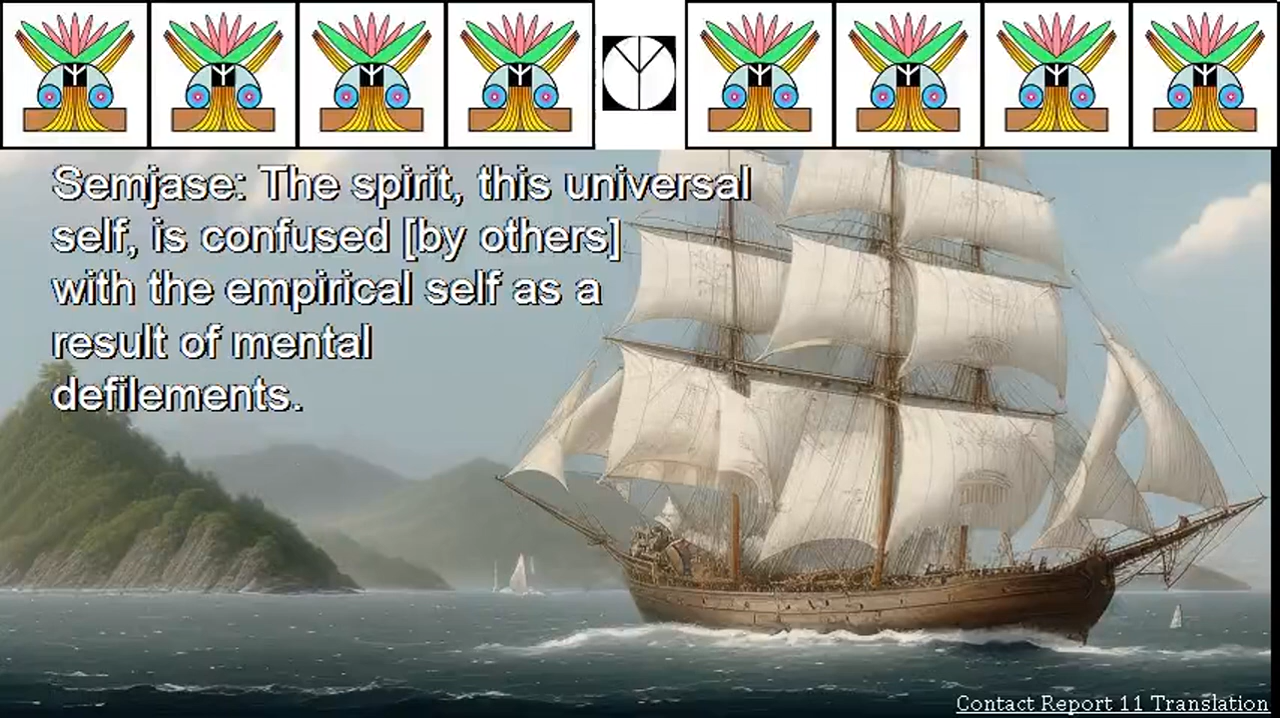 Semjase: The spirit, this universal
self, is confused [by others]
with the empirical self as a
result of mental
defilements.
Contact Report 11 Translation